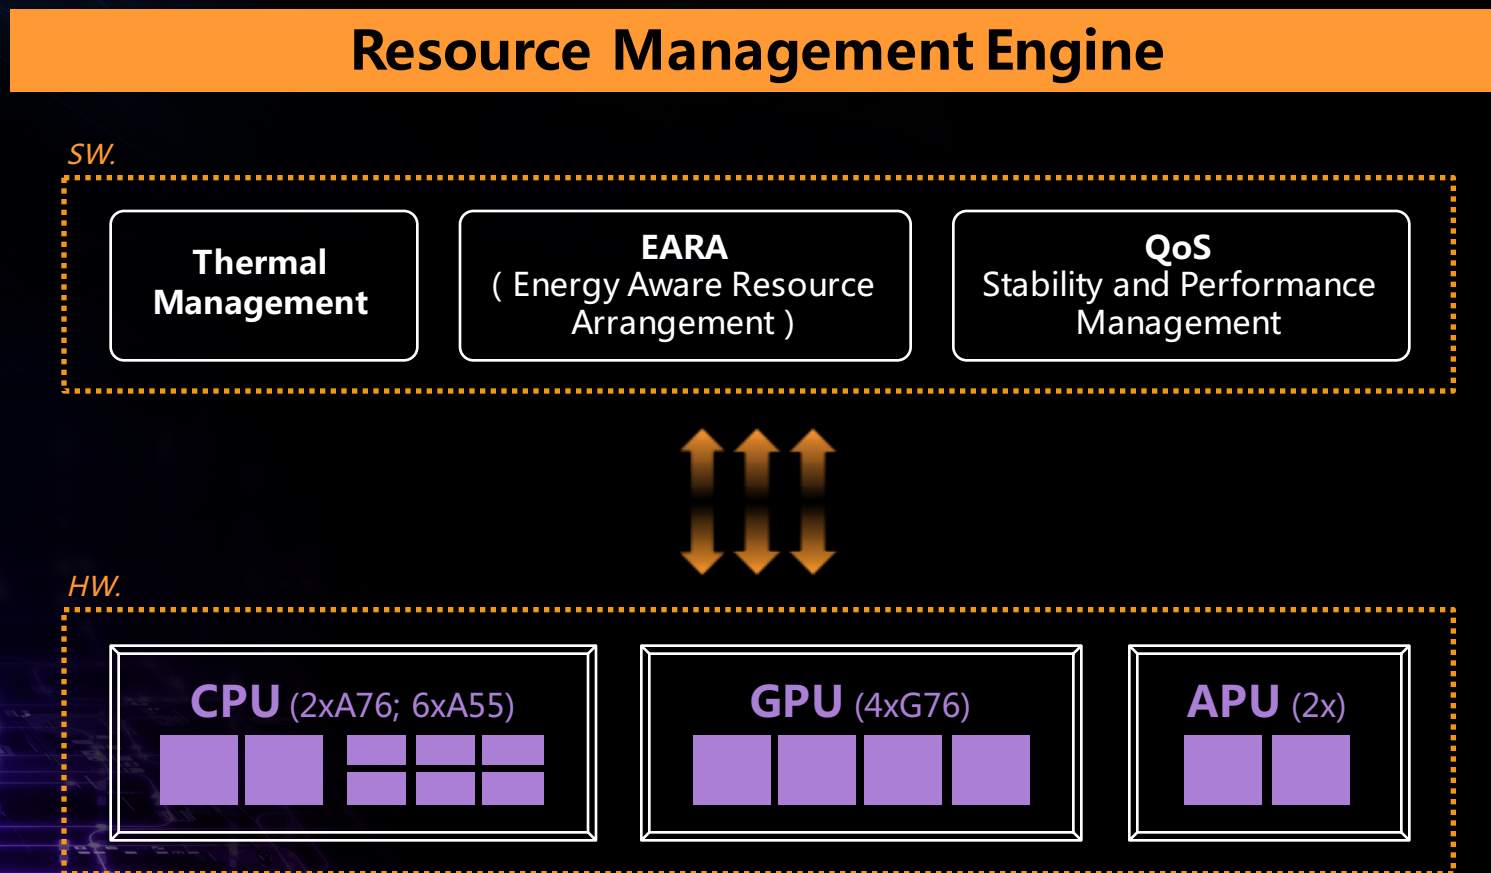 Resource Management Engine
SW.
Thermal
Management
EARA
( Energy Aware Resource
Arrangement )
QoS
Stability and Performance
Management
HW.
CPU (2xA76; 6xA55)
GPU (4xG76)
APU (2x)